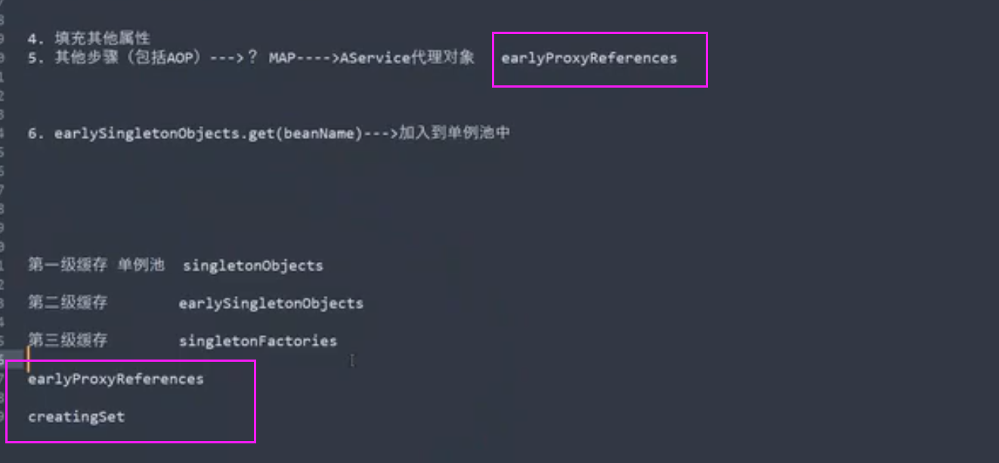 4. 填充其他属性
5. 其他步骤（包括AOP）--->？ MAP---->AService代理对象 earlyProxyReferences
6. earlySingletonObjects.get(beanName)--->加入到单例池中
第一级缓存 单例池 singletonObjects
第二级缓存 earlySingletonObjects
第三级缓存 singletonFactories
earlyProxyReferences
creatingSet